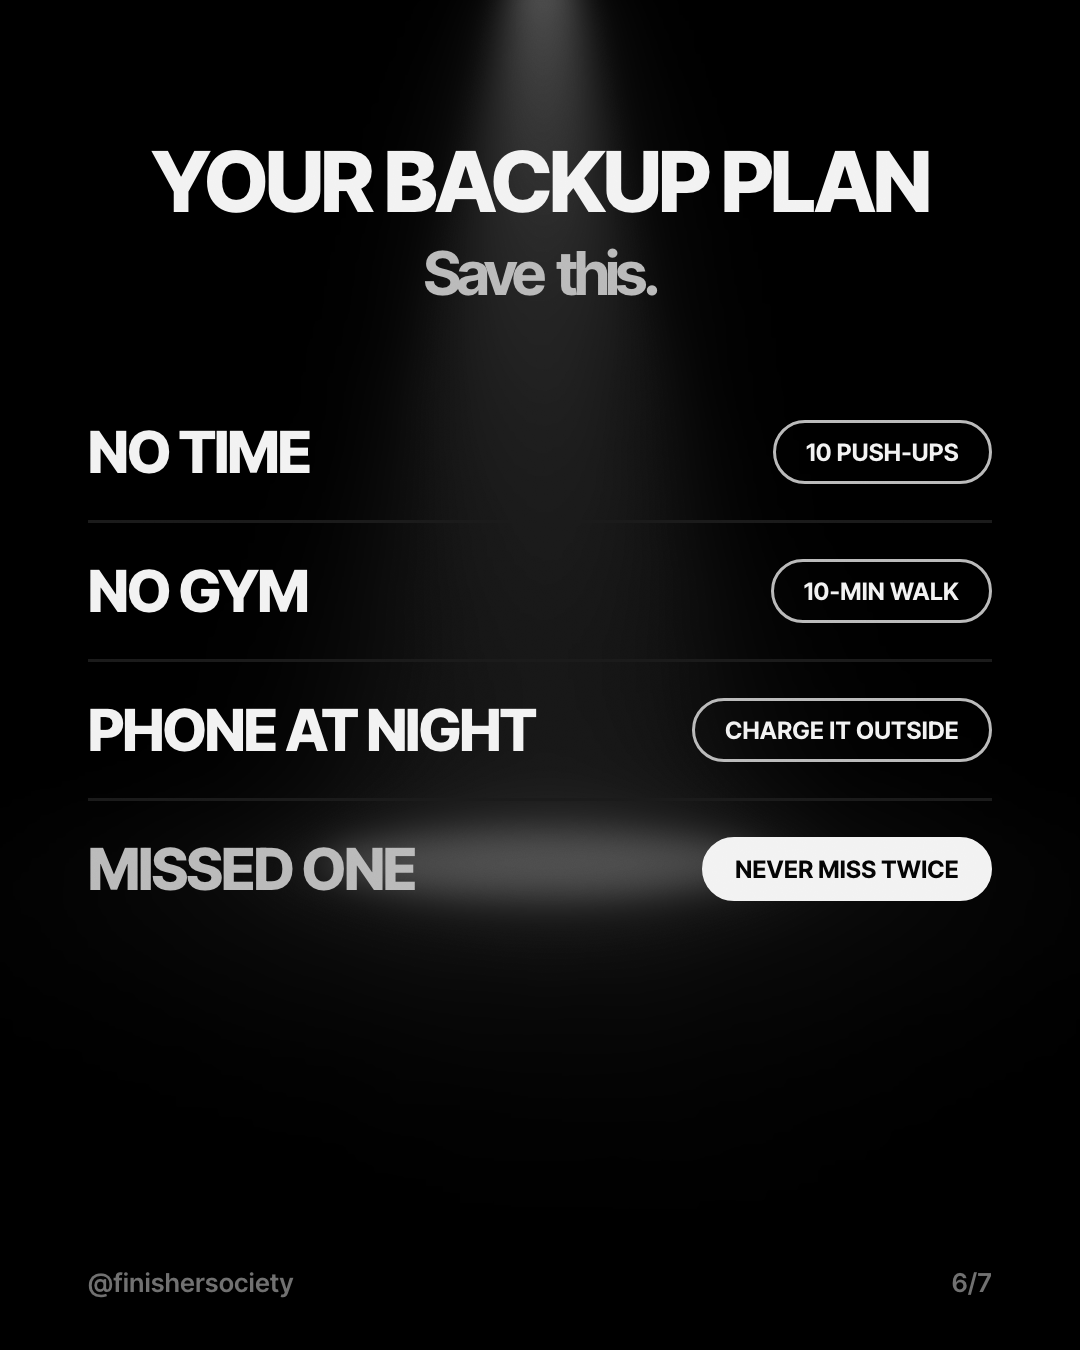 YOUR BACKUP PLAN
Save this.
NO TIME
10 PUSH-UPS
NO GYM
10-MIN WALK
PHONE AT NIGHT
CHARGE IT OUTSIDE
MISSED ONE
NEVER MISS TWICE
@finishersociety
6/7